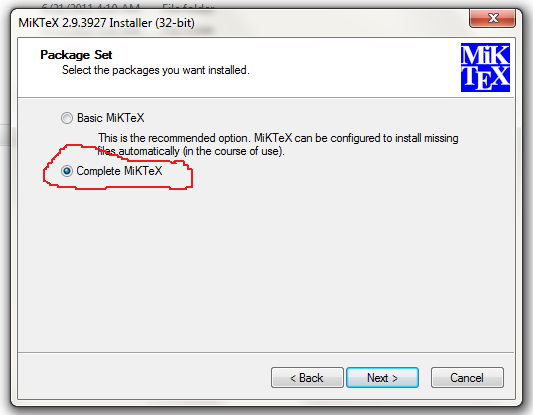 6/21/2011 4:10 AM File folder
MiKTeX 2.9.3927 Installer (32-bit)
Package Set
Select the packages you want installed.
MiK
TEX
Basic MiKTeX
This is the recommended option. MiKTeX can be configured to install missing
files automatically (in the course of use).
Complete MiKTeX
< Back
Next >
Cancel